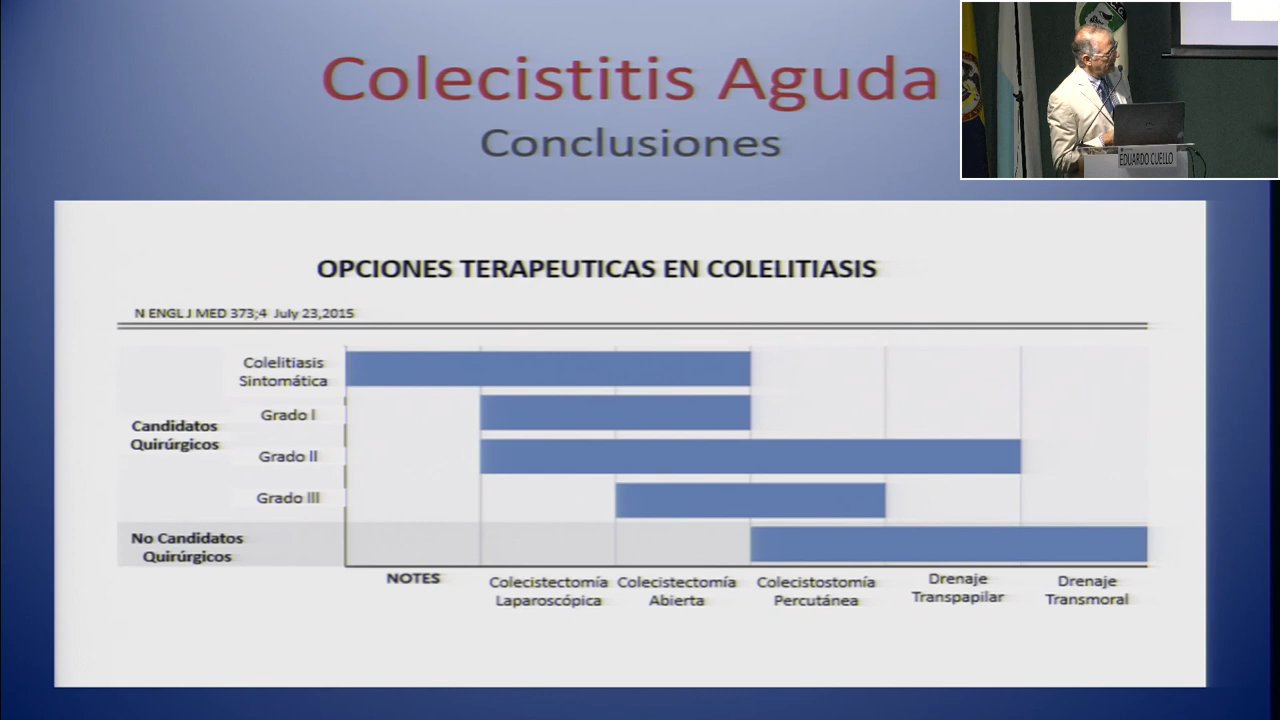 Colecistitis Aguda
Conclusiones
EDUARDO CUELLO
OPCIONES TERAPEUTICAS EN COLELITIASIS
N ENGL J MED 373;4 July 23,2015
Colelitiasis
Sintomática
Grado I
Candidatos
Quirúrgicos
Grado II
Grado III
No Candidatos
Quirúrgicos
NOTES
Colecistectomía
Laparoscópica
Colecistectomía
Abierta
Colecistostomía
Percutánea
Drenaje
Transpapilar
Drenaje
Transmoral